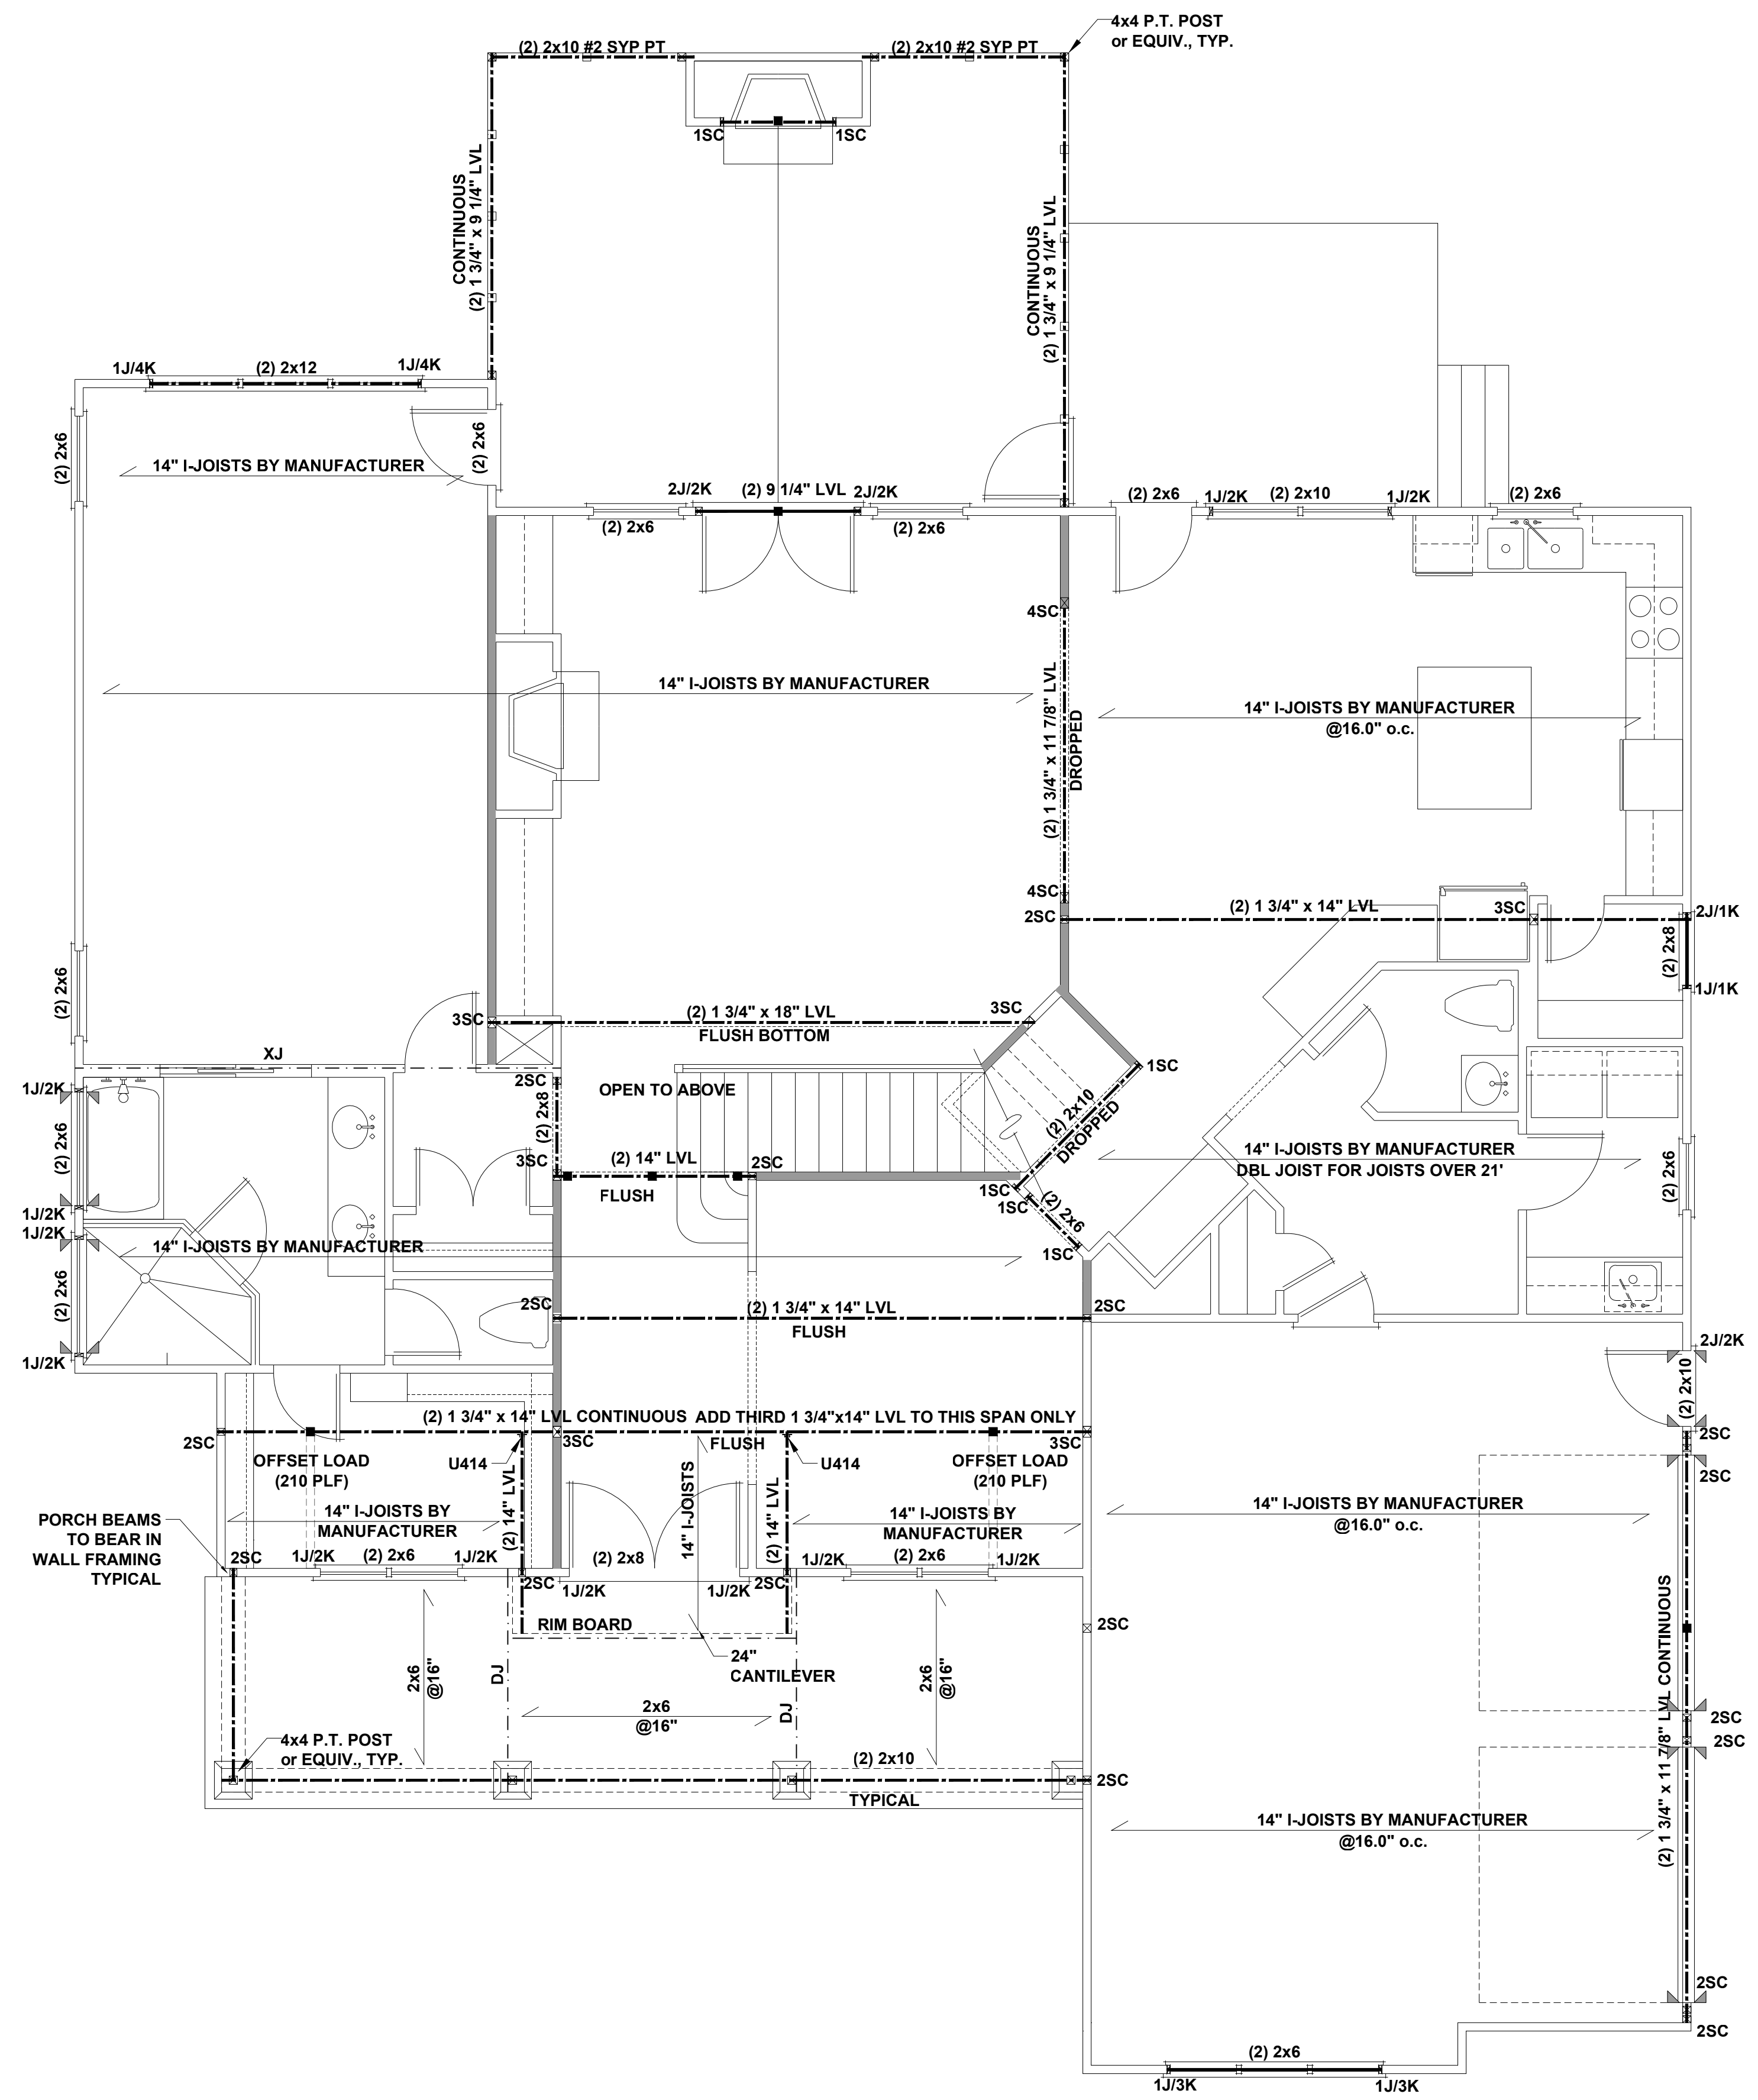 4x4 P.T. POST
or EQUIV., TYP.
(2) 2x10 #2 SYP PT
(2) 2x10 #2 SYP PT
1SC
1SC
CONTINUOUS
(2) 1 3/4" x 9 1/4" LVL
CONTINUOUS
(2) 1 3/4" x 9 1/4" LVL
1J/4K
(2) 2x12
1J/4K
(2) 2x6
(2) 2x6
14" I-JOISTS BY MANUFACTURER
2J/2K
(2) 9 1/4" LVL
2J/2K
(2) 2x6
(2) 2x6
(2) 2x6
1J/2K
(2) 2x10
1J/2K
(2) 2x6
4SC
14" I-JOISTS BY MANUFACTURER
(2) 1 3/4" x 11 7/8" LVL
DROPPED
14" I-JOISTS BY MANUFACTURER
@16.0" o.c.
4SC
2SC
(2) 1 3/4" x 14" LVL
3SC
2J/1K
(2) 2x8
1J/1K
(2) 2x6
3SC
(2) 1 3/4" x 18" LVL
3SC
FLUSH BOTTOM
XJ
1J/2K
(2) 2x6
1J/2K
2SC
(2) 2x8
3SC
OPEN TO ABOVE
(2) 14" LVL
2SC
FLUSH
1SC
(2) 2x10
DROPPED
1SC
1SC
(2) 2x6
1SC
14" I-JOISTS BY MANUFACTURER
DBL JOIST FOR JOISTS OVER 21'
(2) 2x6
1J/2K
(2) 2x6
1J/2K
14" I-JOISTS BY MANUFACTURER
2SC
(2) 1 3/4" x 14" LVL
2SC
FLUSH
2J/2K
(2) 2x10
2SC
2SC
(2) 1 3/4" x 14" LVL CONTINUOUS
ADD THIRD 1 3/4"x14" LVL TO THIS SPAN ONLY
2SC
3SC
FLUSH
3SC
OFFSET LOAD
(210 PLF)
U414
U414
OFFSET LOAD
(210 PLF)
(2) 14" LVL
14" I-JOISTS
(2) 14" LVL
14" I-JOISTS BY
MANUFACTURER
14" I-JOISTS BY
MANUFACTURER
14" I-JOISTS BY MANUFACTURER
@16.0" o.c.
PORCH BEAMS
TO BEAR IN
WALL FRAMING
TYPICAL
2SC
1J/2K
(2) 2x6
1J/2K
2SC
1J/2K
(2) 2x8
1J/2K
2SC
1J/2K
(2) 2x6
1J/2K
RIM BOARD
24"
CANTILEVER
2SC
2x6
@16"
DJ
2x6
@16"
DJ
2x6
@16"
(2) 1 3/4" x 11 7/8" LVL CONTINUOUS
2SC
2SC
4x4 P.T. POST
or EQUIV., TYP.
(2) 2x10
2SC
TYPICAL
14" I-JOISTS BY MANUFACTURER
@16.0" o.c.
2SC
2SC
(2) 2x6
1J/3K
1J/3K